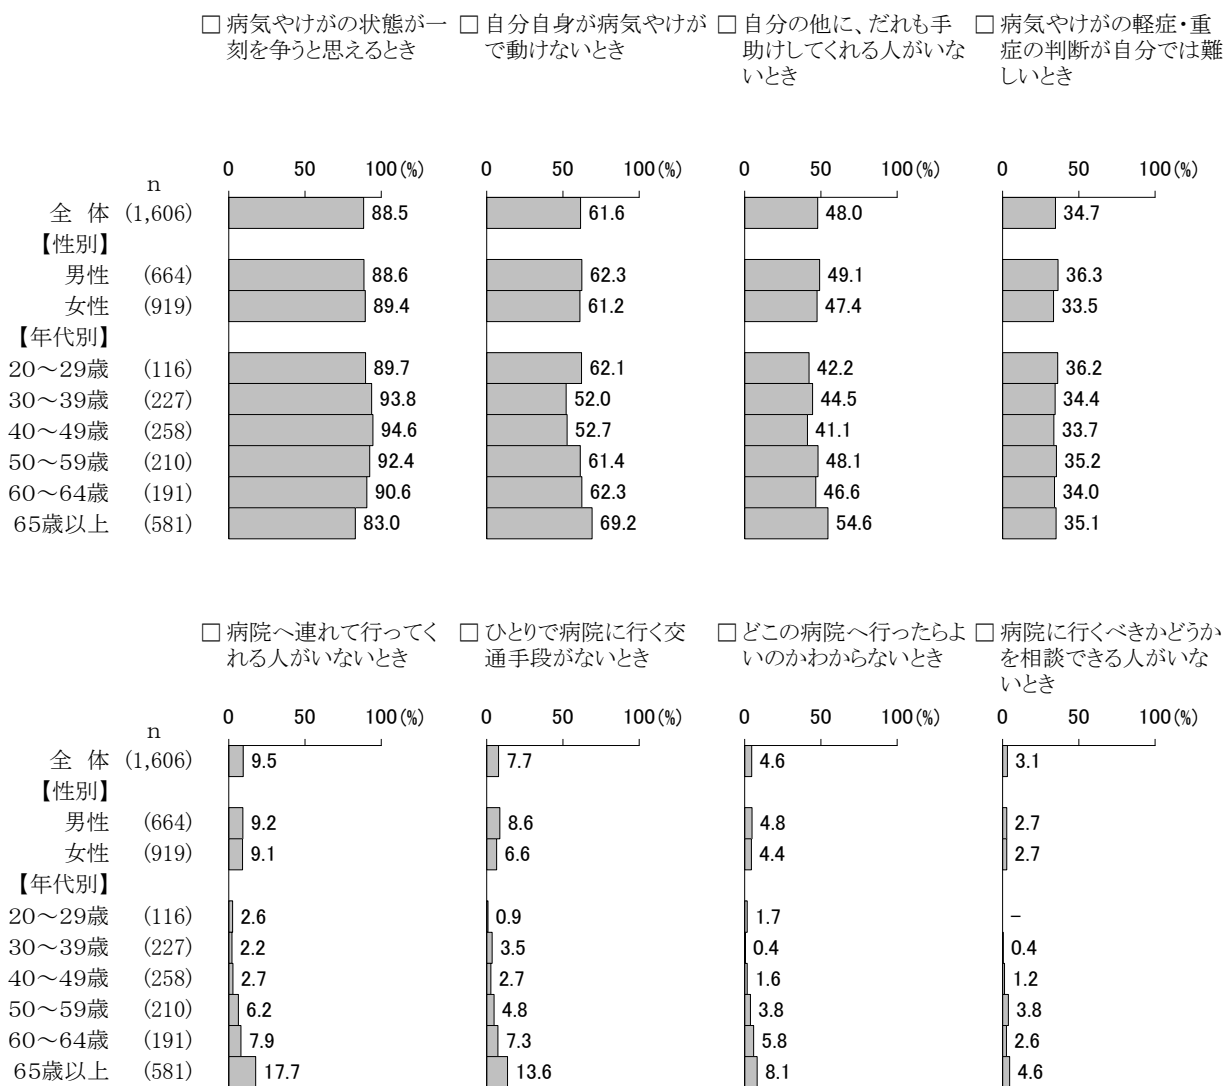 □ 病気やけがの状態が一 □ 自分自身が病気やけが □ 自分の他に、だれも手 □ 病気やけがの軽症・重
刻を争うと思えるとき で動けないとき 助けしてくれる人がいな 症の判断が自分では難
いとき しいとき
0 50 100(%) 0 50 100(%) 0 50 100(%) 0 50 100(%)
n
全 体 (1,606) 88.5 61.6 48.0 34.7
【性別】
男性 (664) 88.6 62.3 49.1 36.3
女性 (919) 89.4 61.2 47.4 33.5
【年代別】
20～29歳 (116) 89.7 62.1 42.2 36.2
30～39歳 (227) 93.8 52.0 44.5 34.4
40～49歳 (258) 94.6 52.7 41.1 33.7
50～59歳 (210) 92.4 61.4 48.1 35.2
60～64歳 (191) 90.6 62.3 46.6 34.0
65歳以上 (581) 83.0 69.2 54.6 35.1
□ 病院へ連れて行ってく □ ひとりで病院に行く交 □ どこの病院へ行ったらよ □ 病院に行くべきかどうか
れる人がいないとき 通手段がないとき いのかわからないとき を相談できる人がいな
いとき
0 50 100(%) 0 50 100(%) 0 50 100(%) 0 50 100(%)
n
全 体 (1,606) 9.5 7.7 4.6 3.1
【性別】
男性 (664) 9.2 8.6 4.8 2.7
女性 (919) 9.1 6.6 4.4 2.7
【年代別】
20～29歳 (116) 2.6 0.9 1.7 －
30～39歳 (227) 2.2 3.5 0.4 0.4
40～49歳 (258) 2.7 2.7 1.6 1.2
50～59歳 (210) 6.2 4.8 3.8 3.8
60～64歳 (191) 7.9 7.3 5.8 2.6
65歳以上 (581) 17.7 13.6 8.1 4.6